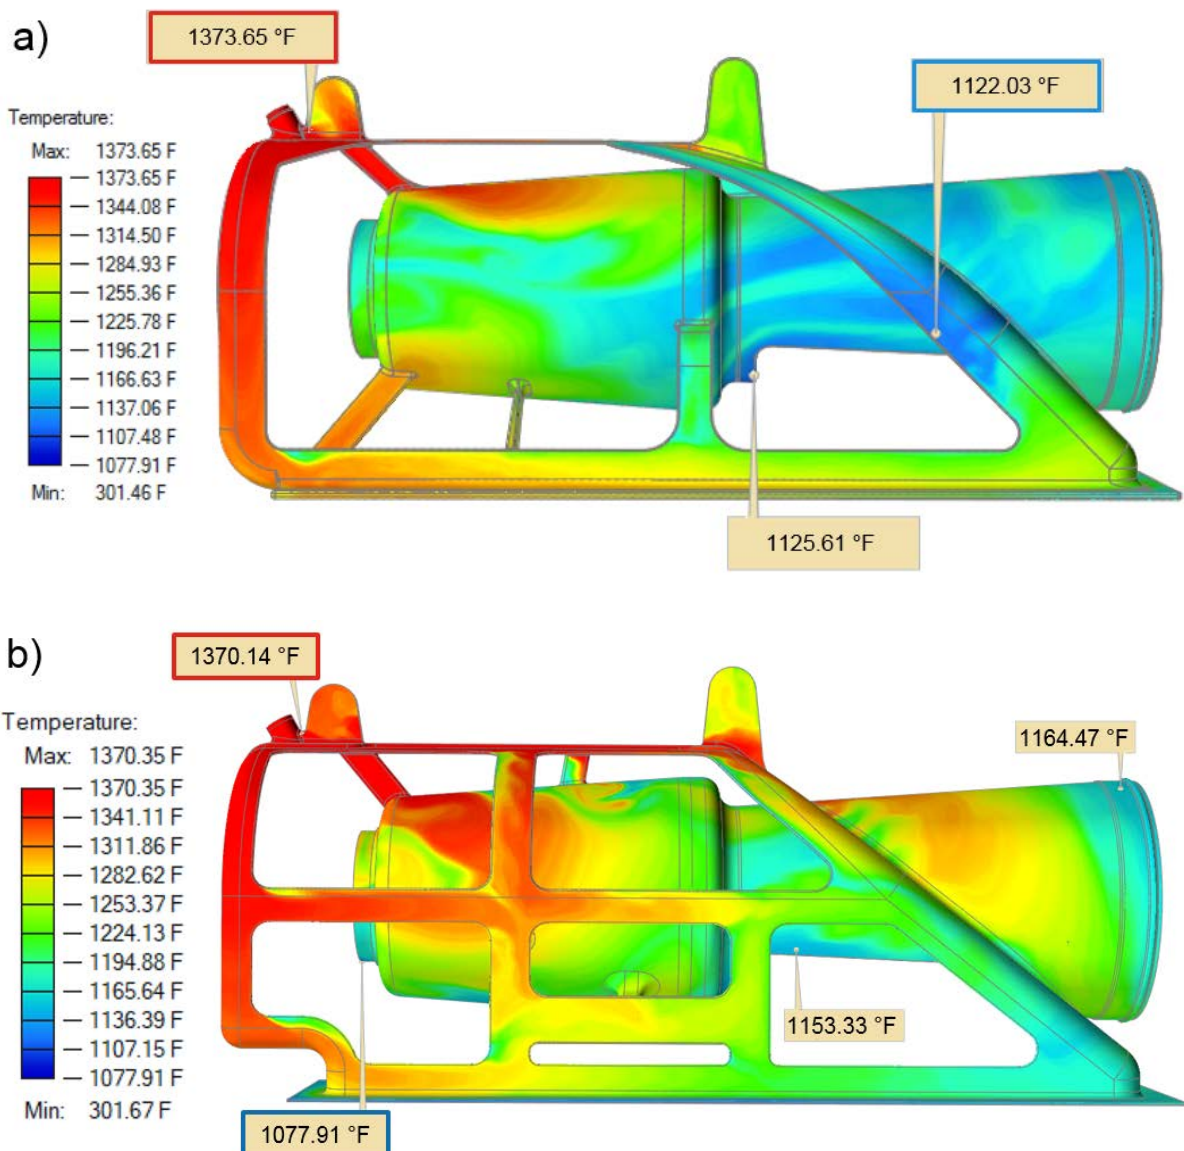 a)
1373.65 °F
1122.03 °F
Temperature:
Max: 1373.65 F
1373.65 F
1344.08 F
1314.50 F
1284.93 F
1255.36 F
1225.78 F
1196.21 F
1166.63 F
1137.06 F
1107.48 F
1077.91 F
Min: 301.46 F
1125.61 °F
b)
1370.14 °F
Temperature:
Max: 1370.35 F
1370.35 F
1341.11 F
1311.86 F
1282.62 F
1253.37 F
1224.13 F
1194.88 F
1165.64 F
1136.39 F
1107.15 F
1077.91 F
Min: 301.67 F
1164.47 °F
1153.33 °F
1077.91 °F